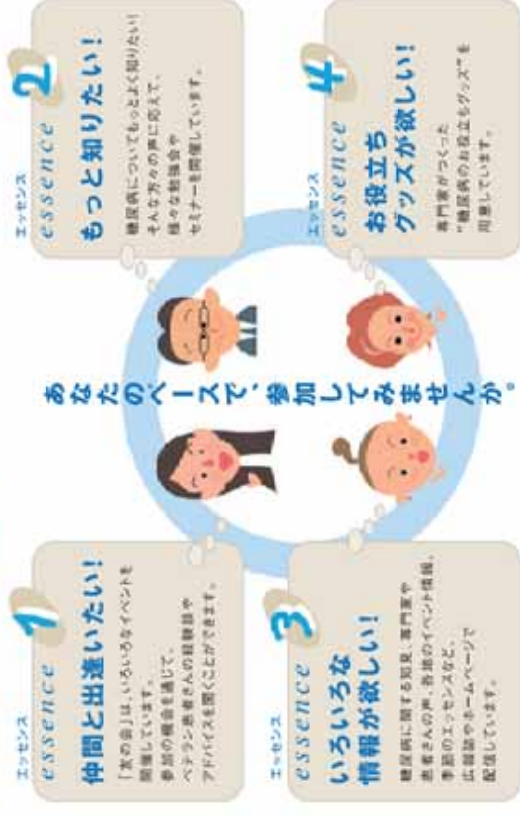 エッセンス
essence 1
仲間と出逢いたい!
「友の会」は、いろいろなイベントを
開催しています。
参加の機会を通じて、
ベテラン患者さんの経験談や
アドバイスを聞くことができます。
エッセンス
essence 2
もっと知りたい!
糖尿病についてもっとよく知りたい!
そんな方々の声に応えて、
様々な勉強会や
セミナーを開催しています。
あなたのペースで、参加してみませんか。
エッセンス
essence 3
いろいろな
情報が欲しい!
糖尿病に関する知見、専門家や
患者さんの声、各地のイベント情報、
季節のエッセンスなど、
広報誌やホームページで
配信しています。
エッセンス
essence 4
お役立ち
グッズが欲しい!
専門家がつくった
"糖尿病のお役立ちグッズ"を
用意しています。